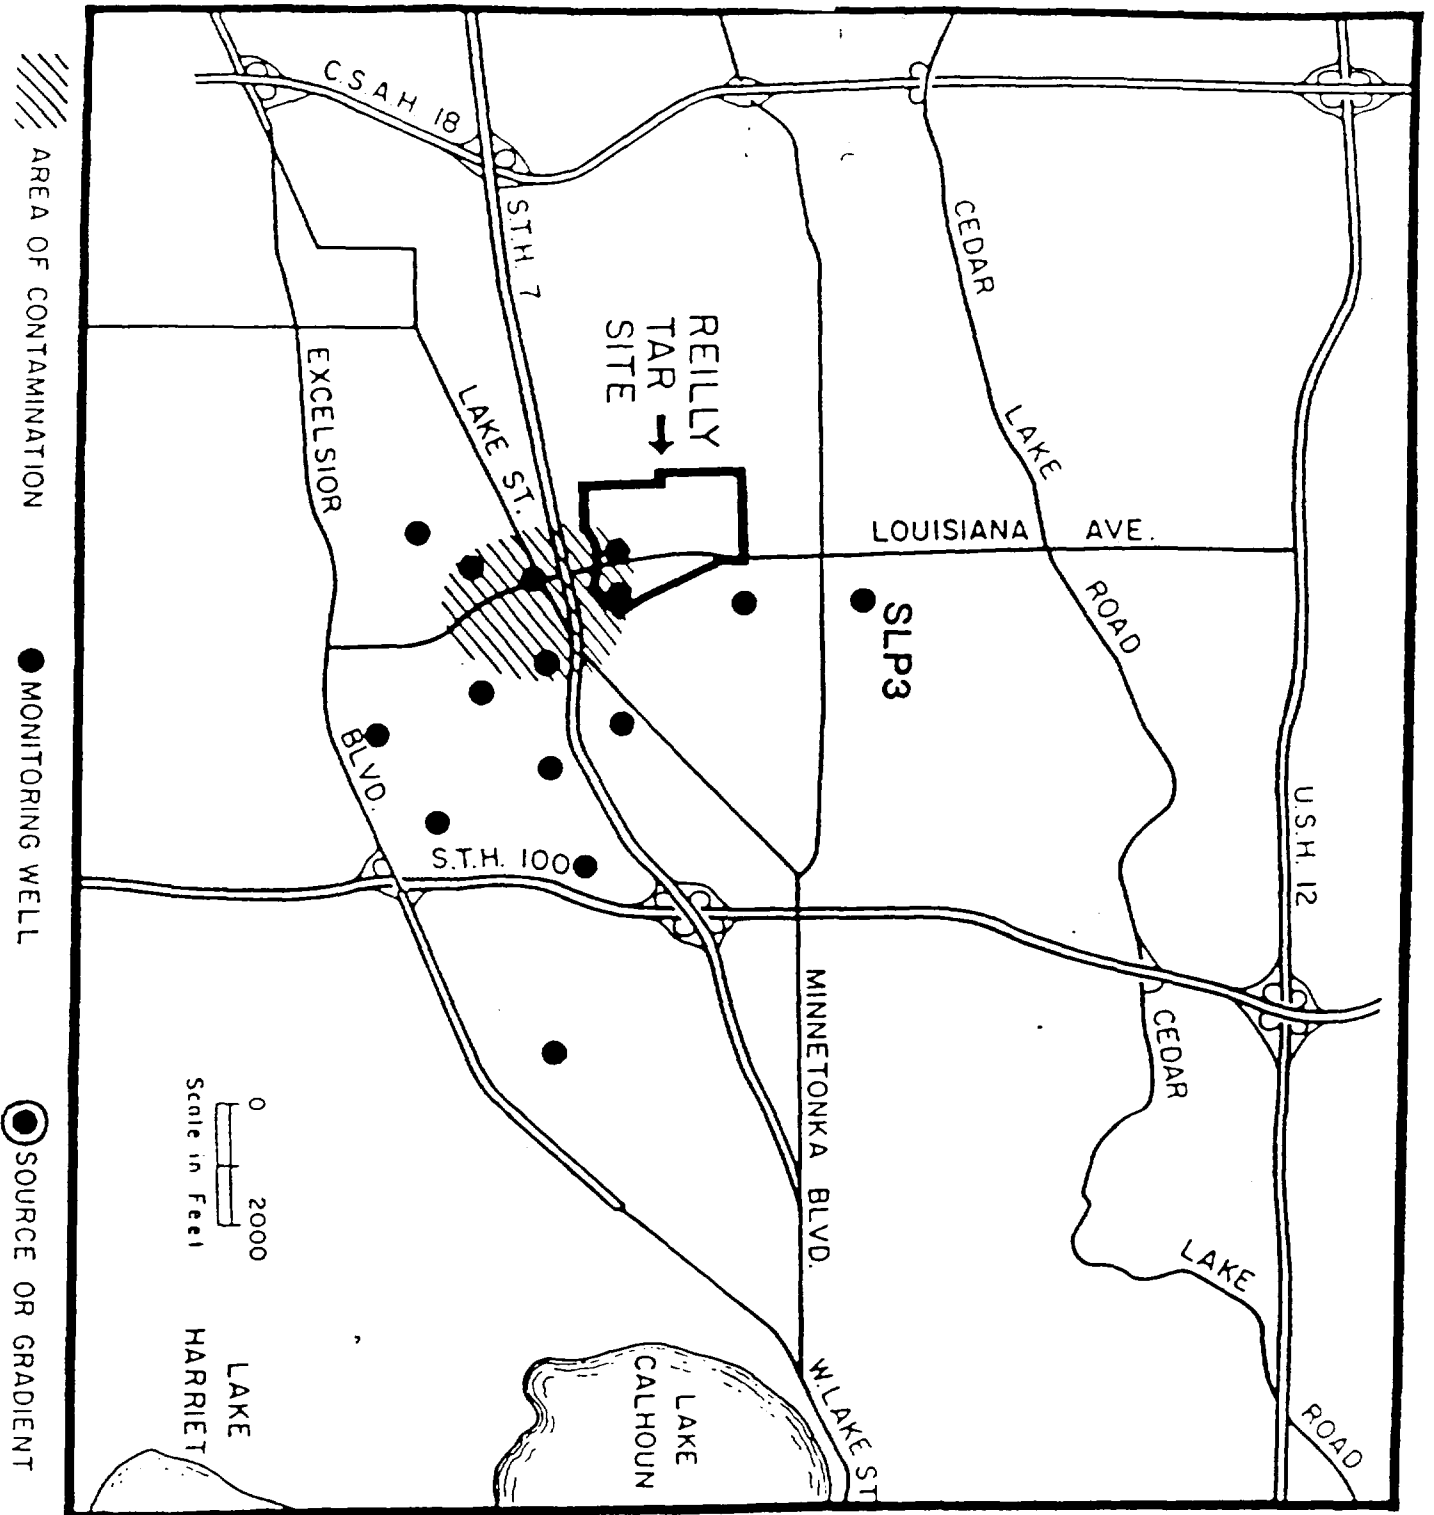 C.S.A.H. 18
S.T.H. 7
CEDAR
LAKE
ROAD
CEDAR
LAKE
ROAD
U.S.H. 12
LOUISIANA AVE.
SLP3
REILLY
TAR
SITE
LAKE ST.
EXCELSIOR
BLVD.
S.T.H. 100
MINNETONKA BLVD.
W. LAKE ST
LAKE
CALHOUN
LAKE
HARRIET
0 2000
Scale in Feet
AREA OF CONTAMINATION
MONITORING WELL
SOURCE OR GRADIENT